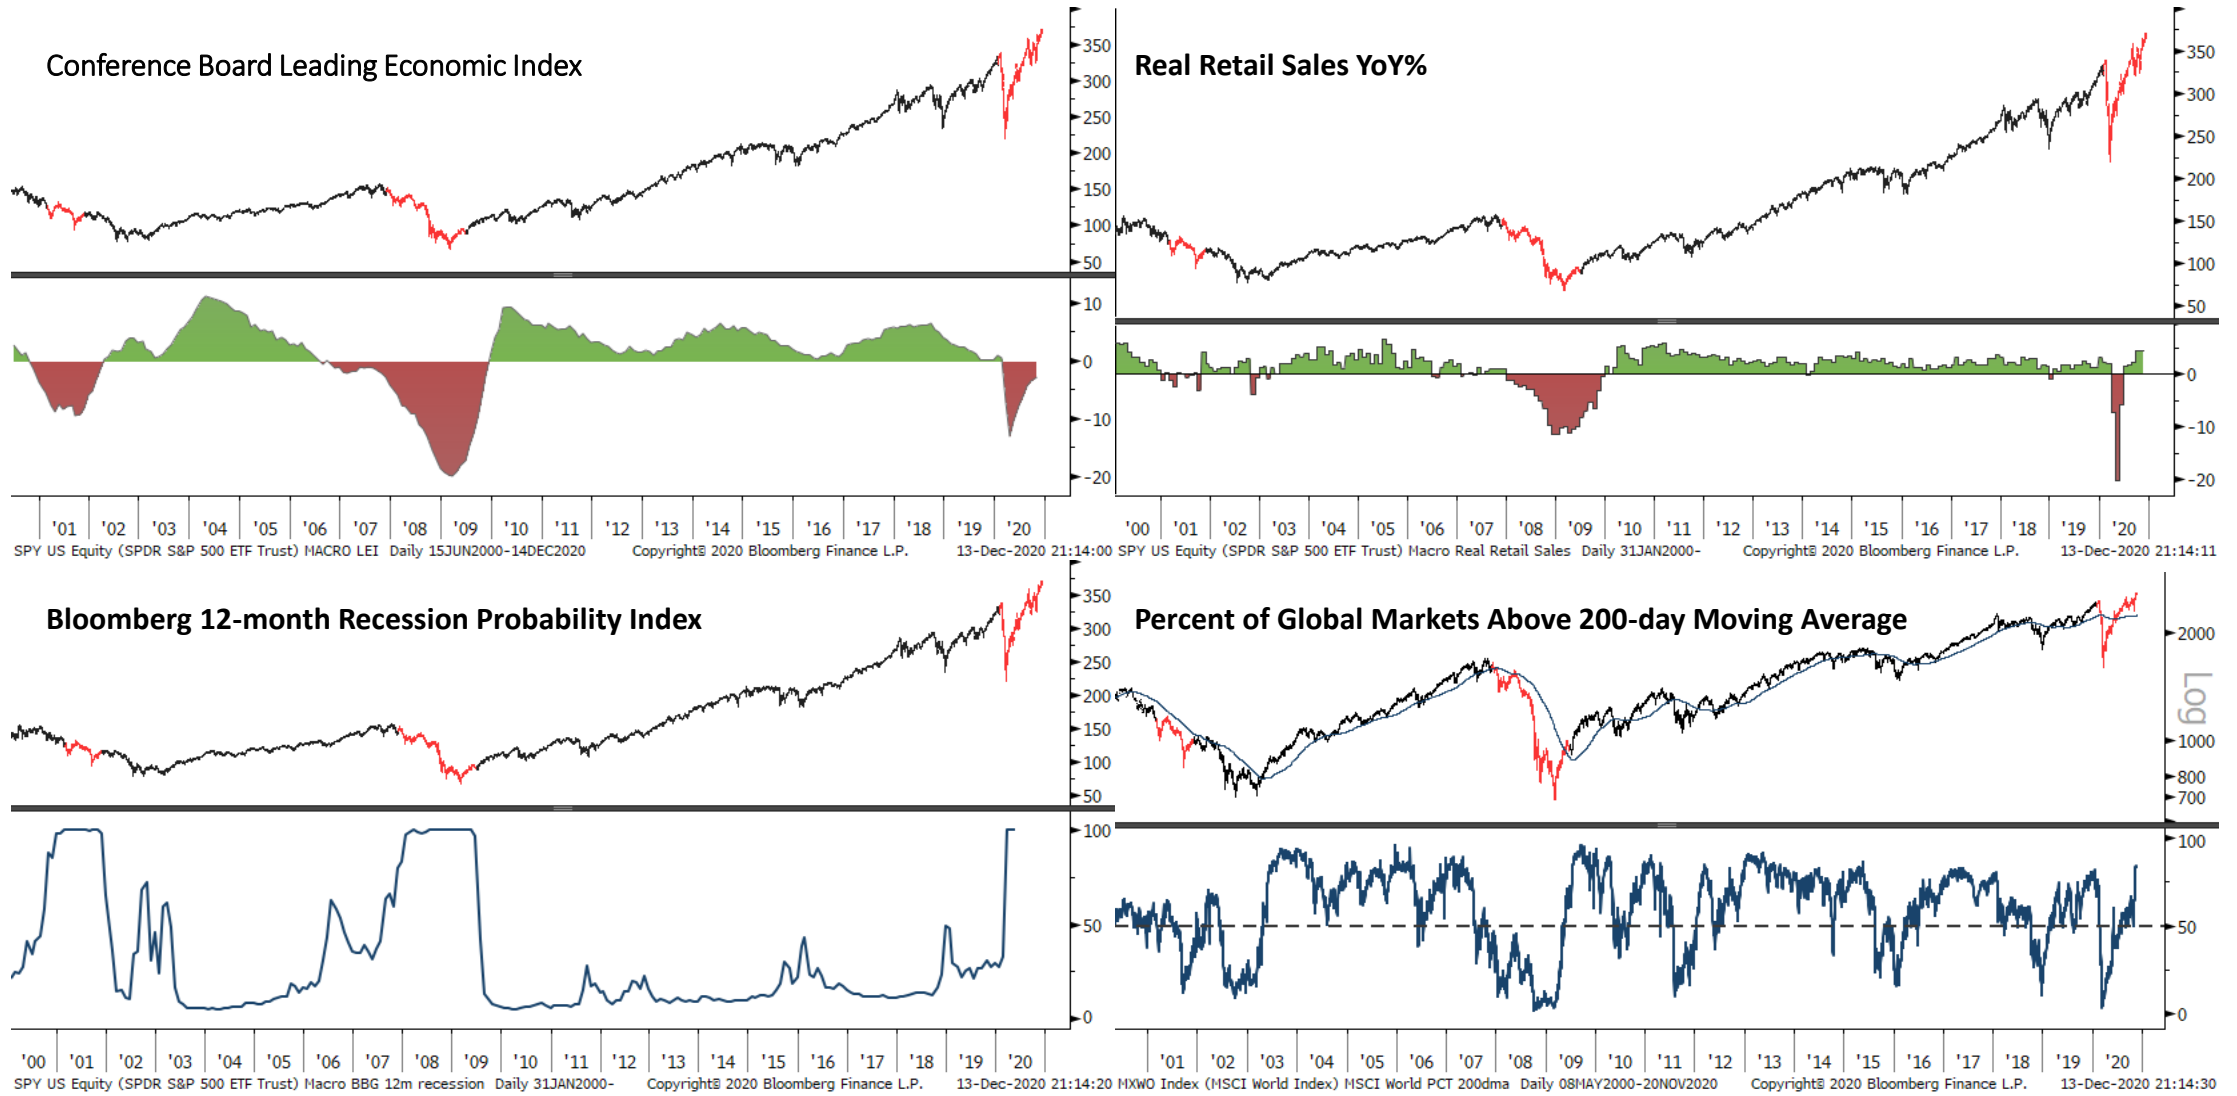 Conference Board Leading Economic Index
350
300
250
200
150
100
50
10
0
-10
-20
'01 '02 '03 '04 '05 '06 '07 '08 '09 '10 '11 '12 '13 '14 '15 '16 '17 '18 '19 '20
SPY US Equity (SPDR S&P 500 ETF Trust) MACRO LEI Daily 15JUN2000-14DEC2020 Copyright© 2020 Bloomberg Finance L.P. 13-Dec-2020 21:14:00
Real Retail Sales YoY%
350
300
250
200
150
100
50
0
-10
-20
'00 '01 '02 '03 '04 '05 '06 '07 '08 '09 '10 '11 '12 '13 '14 '15 '16 '17 '18 '19 '20
SPY US Equity (SPDR S&P 500 ETF Trust) Macro Real Retail Sales Daily 31JAN2000- Copyright© 2020 Bloomberg Finance L.P. 13-Dec-2020 21:14:11
Bloomberg 12-month Recession Probability Index
350
300
250
200
150
100
50
100
50
0
'00 '01 '02 '03 '04 '05 '06 '07 '08 '09 '10 '11 '12 '13 '14 '15 '16 '17 '18 '19 '20
SPY US Equity (SPDR S&P 500 ETF Trust) Macro BBG 12m recession Daily 31JAN2000- Copyright© 2020 Bloomberg Finance L.P. 13-Dec-2020 21:14:20
Percent of Global Markets Above 200-day Moving Average
2000
Log
1000
800
700
100
50
0
'01 '02 '03 '04 '05 '06 '07 '08 '09 '10 '11 '12 '13 '14 '15 '16 '17 '18 '19 '20
MXWO Index (MSCI World Index) MSCI World PCT 200dma Daily 08MAY2000-20NOV2020 Copyright© 2020 Bloomberg Finance L.P. 13-Dec-2020 21:14:30